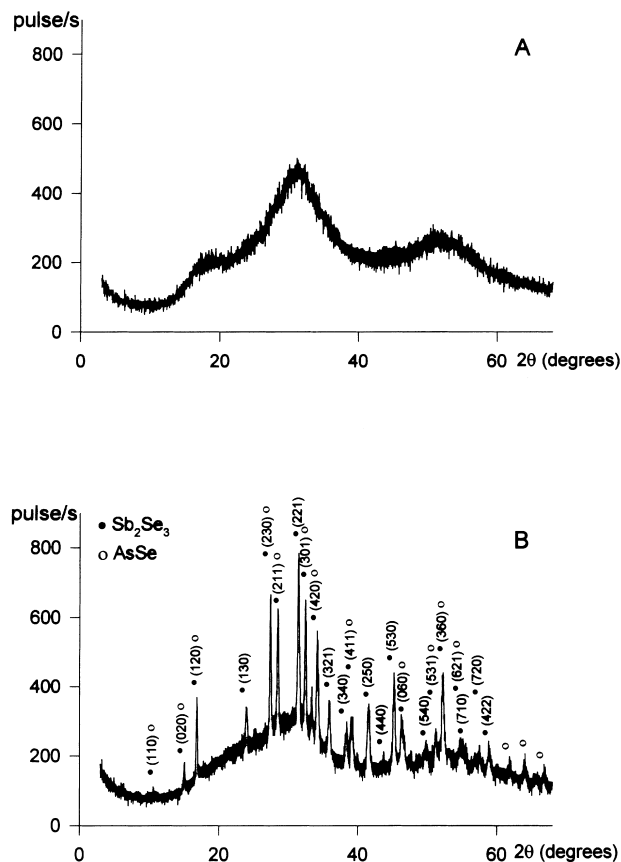 pulse/s
A
800
600
400
200
0
0 20 40 60 2θ (degrees)
pulse/s
● Sb₂Se₃
○ AsSe
B
800
600
400
200
0
● (110) ○
● (020) ○
● (120) ○
● (130)
● (230) ○
● (211) ○
● (221)
● (301) ○
● (420) ○
● (321)
● (340)
● (411) ○
● (250)
● (440)
● (530)
● (060) ○
● (540)
● (531) ○
● (360) ○
● (621) ○
● (710)
● (720)
● (422)
○
○
○
0 20 40 60 2θ (degrees)